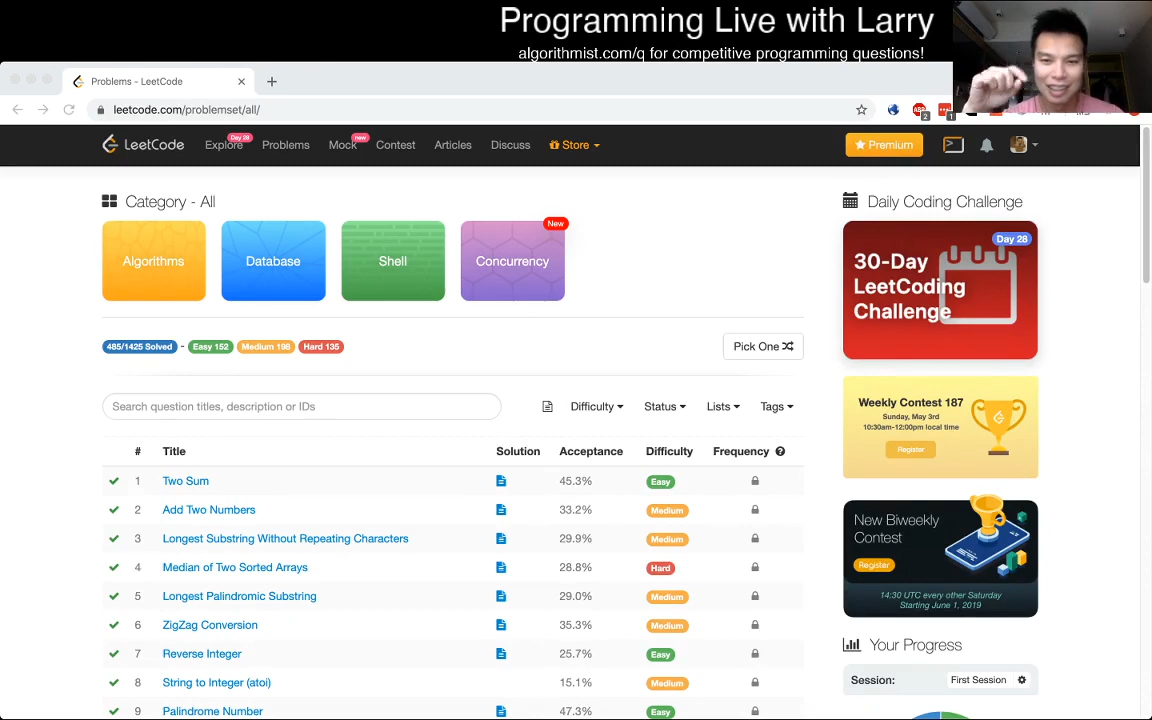 Programming Live with Larry
algorithmist.com/q for competitive programming questions!
Problems - LeetCode
leetcode.com/problemset/all/
2
1
LeetCode
Explore Day 28
Problems
Mock new
Contest
Articles
Discuss
Store
Premium
Category - All
Algorithms
Database
Shell
Concurrency
New
485/1425 Solved - Easy 152 Medium 198 Hard 135
Pick One
Search question titles, description or IDs
Difficulty
Status
Lists
Tags
# Title Solution Acceptance Difficulty Frequency
1 Two Sum 45.3% Easy
2 Add Two Numbers 33.2% Medium
3 Longest Substring Without Repeating Characters 29.9% Medium
4 Median of Two Sorted Arrays 28.8% Hard
5 Longest Palindromic Substring 29.0% Medium
6 ZigZag Conversion 35.3% Medium
7 Reverse Integer 25.7% Easy
8 String to Integer (atoi) 15.1% Medium
9 Palindrome Number 47.3% Easy
Daily Coding Challenge
Day 28
30-Day
LeetCoding
Challenge
Weekly Contest 187
Sunday, May 3rd
10:30am-12:00pm local time
Register
New Biweekly
Contest
Register
14:30 UTC every other Saturday
Starting June 1, 2019
Your Progress
Session: First Session